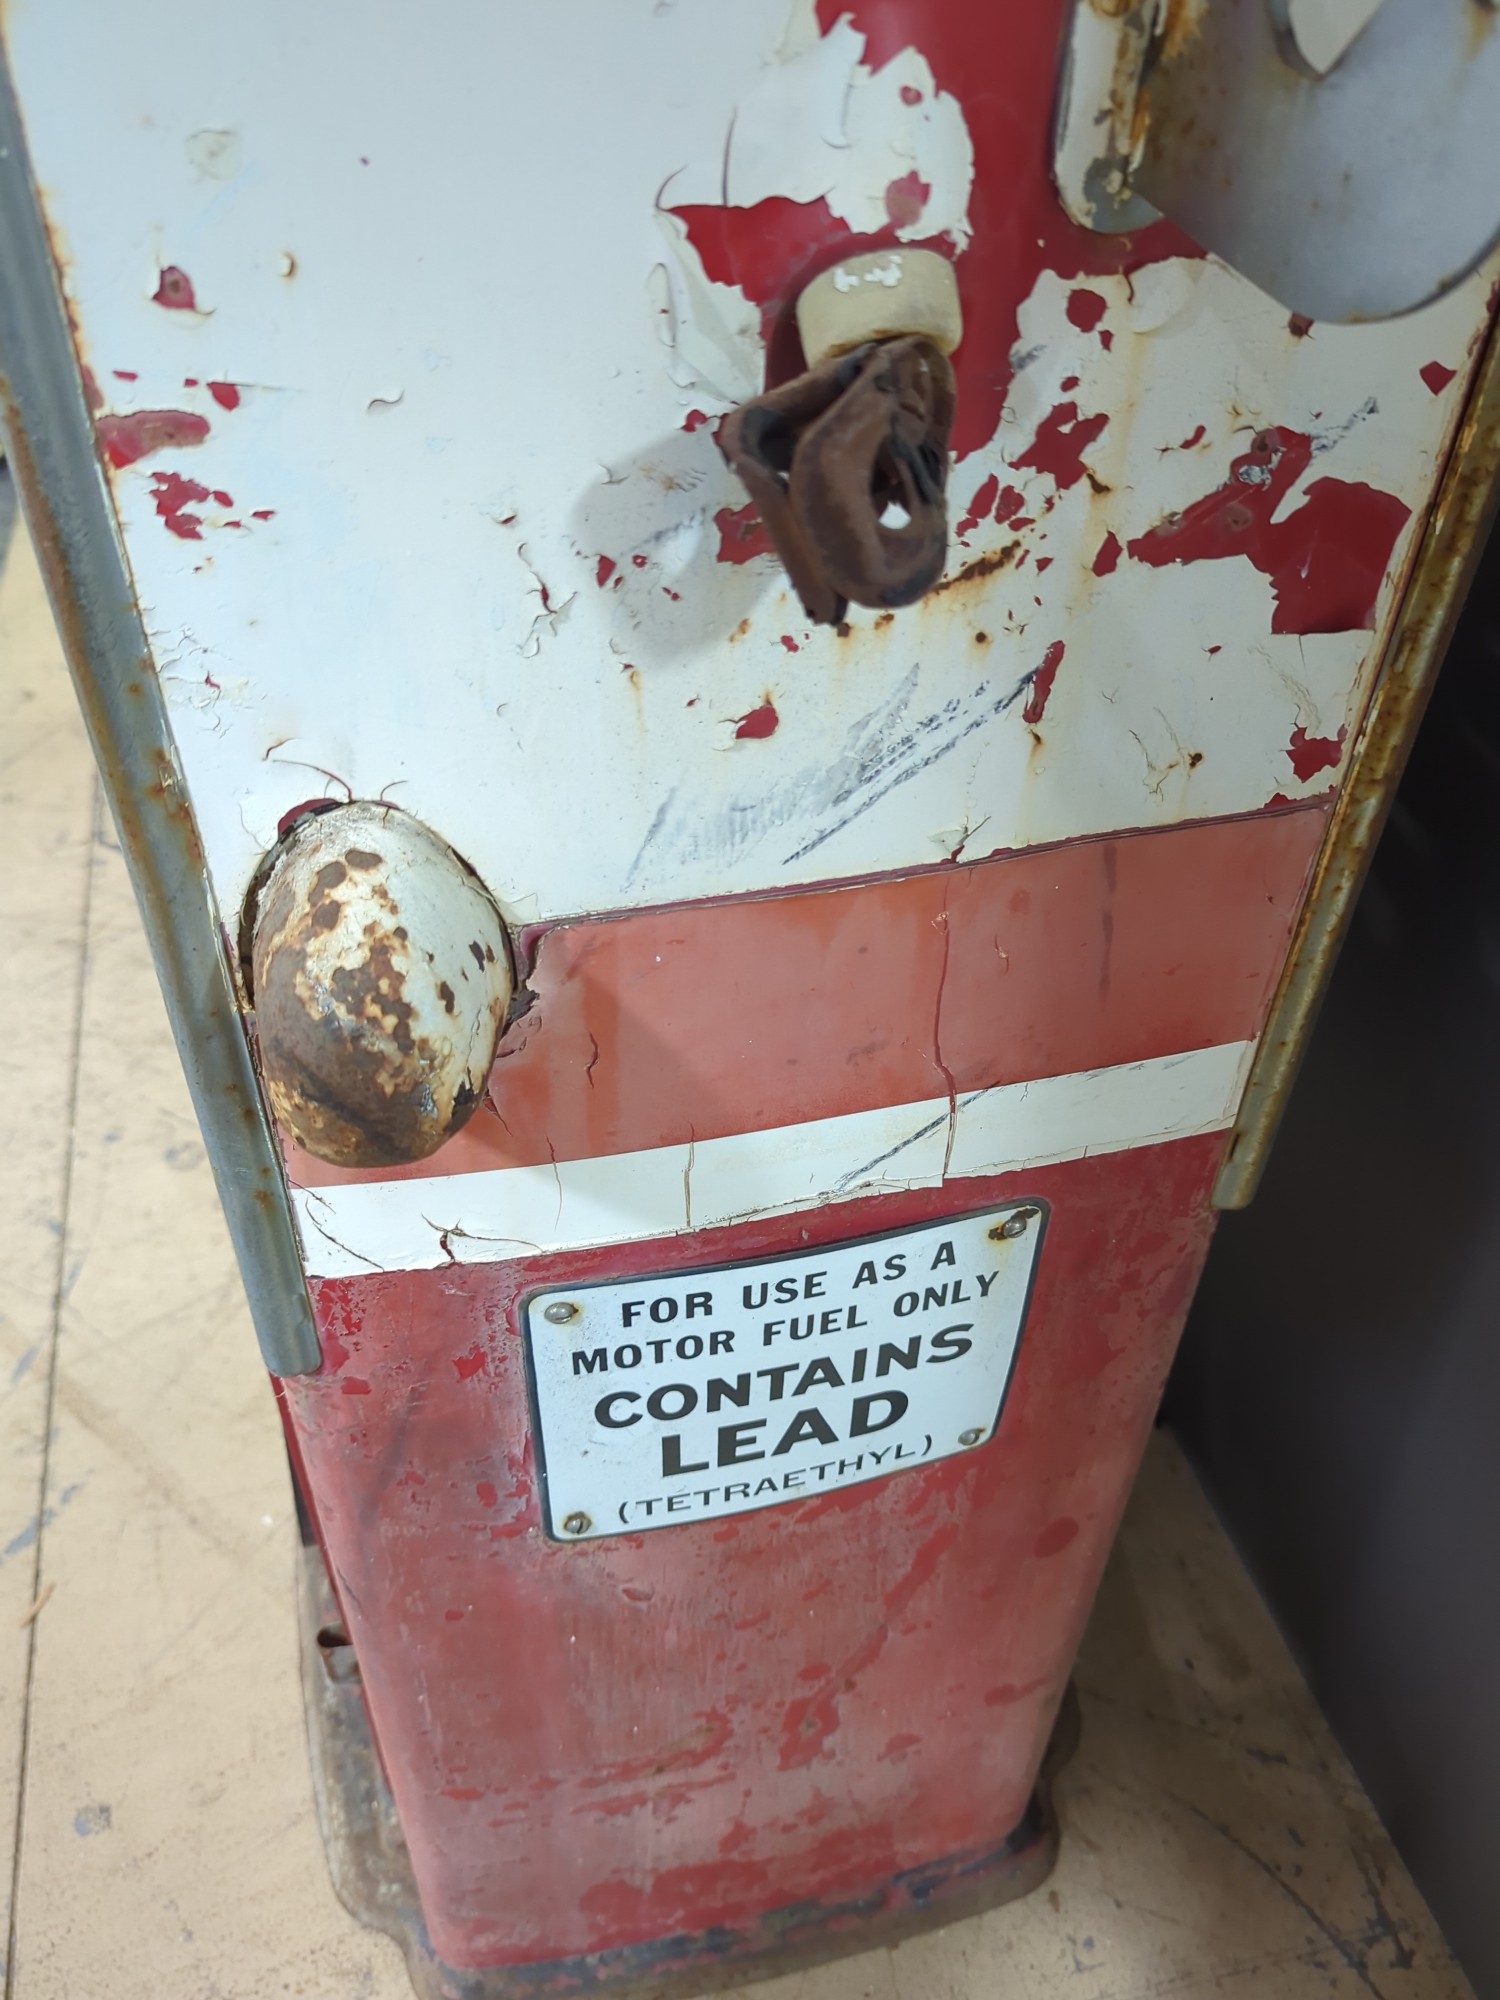 FOR USE AS A
MOTOR FUEL ONLY
CONTAINS
LEAD
(TETRAETHYL)